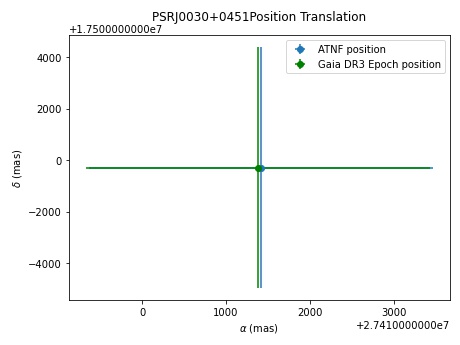 PSRJ0030+0451Position Translation
+1.7500000000e7
ATNF position
Gaia DR3 Epoch position
4000
2000
0
−2000
−4000
δ (mas)
0 1000 2000 3000
+2.7410000000e7
α (mas)